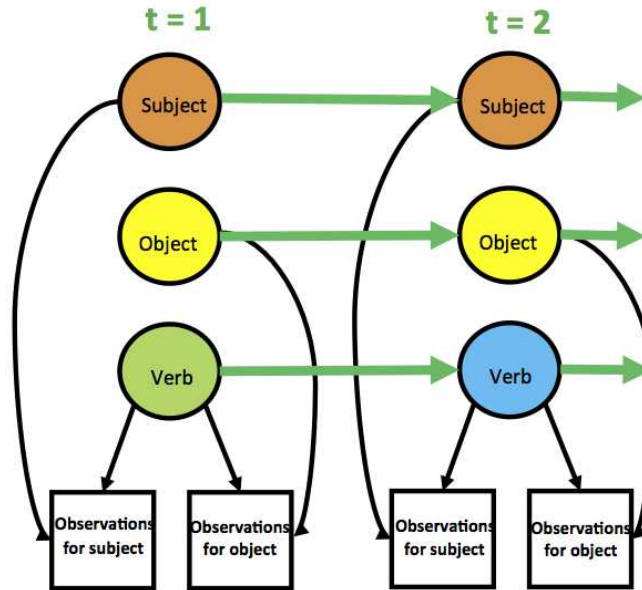 t = 1
t = 2
Subject
Subject
Object
Object
Verb
Verb
Observations
for subject
Observations
for object
Observations
for subject
Observations
for object